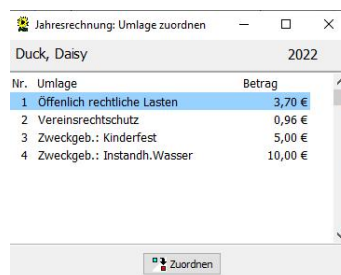 Jahresrechnung: Umlage zuordnen
Duck, Daisy 2022
Nr. Umlage Betrag
1 Öffenlich rechtliche Lasten 3,70 €
2 Vereinsrechtschutz 0,96 €
3 Zweckgeb.: Kinderfest 5,00 €
4 Zweckgeb.: Instandh.Wasser 10,00 €
Zuordnen